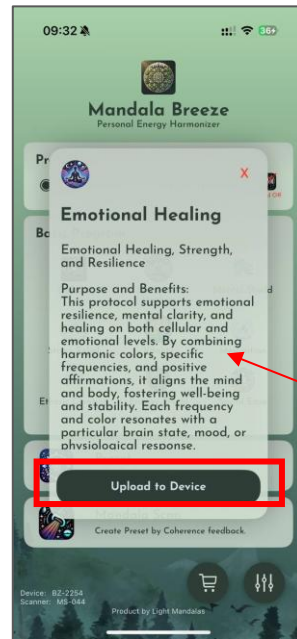 09:32
36
Mandala Breeze
Personal Energy Harmonizer
Pr
X
Emotional Healing
Ba
Emotional Healing, Strength,
and Resilience
Purpose and Benefits:
This protocol supports emotional
resilience, mental clarity, and
healing on both cellular and
emotional levels. By combining
harmonic colors, specific
frequencies, and positive
affirmations, it aligns the mind
and body, fostering well-being
and stability. Each frequency
and color resonates with a
particular brain state, mood, or
physiological response.
Upload to Device
Mandala Scan
Create Preset by Coherence feedback.
Device: BZ-2254
Scanner: MS-044
Product by Light Mandalas